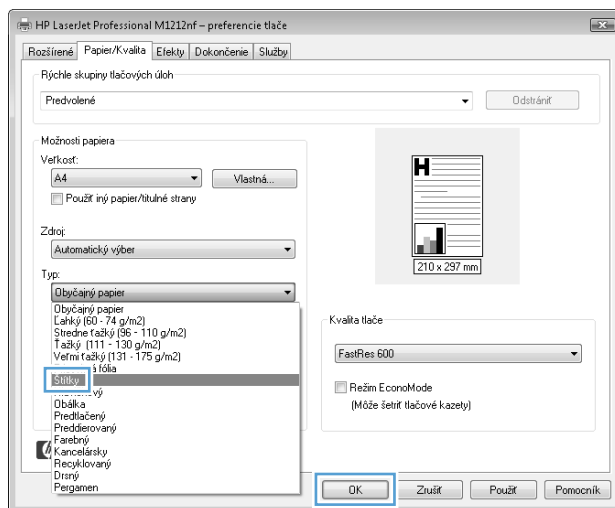 HP LaserJet Professional M1212nf – preferencie tlače
Rozšírené Papier/Kvalita Efekty Dokončenie Služby
Rýchle skupiny tlačových úloh
Predvolené
Odstrániť
Možnosti papiera
Veľkosť:
A4
Vlastná...
Použiť iný papier/titulné strany
Zdroj:
Automatický výber
Typ:
Obyčajný papier
Obyčajný papier
Ľahký (60 - 74 g/m2)
Stredne ťažký (96 - 110 g/m2)
Ťažký (111 - 130 g/m2)
Veľmi ťažký (131 - 175 g/m2)
fólia
Štítky
Obálka
Predtlačený
Preddierovaný
Farebný
Kancelársky
Recyklovaný
Drsný
Pergamen
H
210 x 297 mm
Kvalita tlače
FastRes 600
Režim EconoMode
(Môže šetriť tlačové kazety)
OK Zrušiť Použiť Pomocník